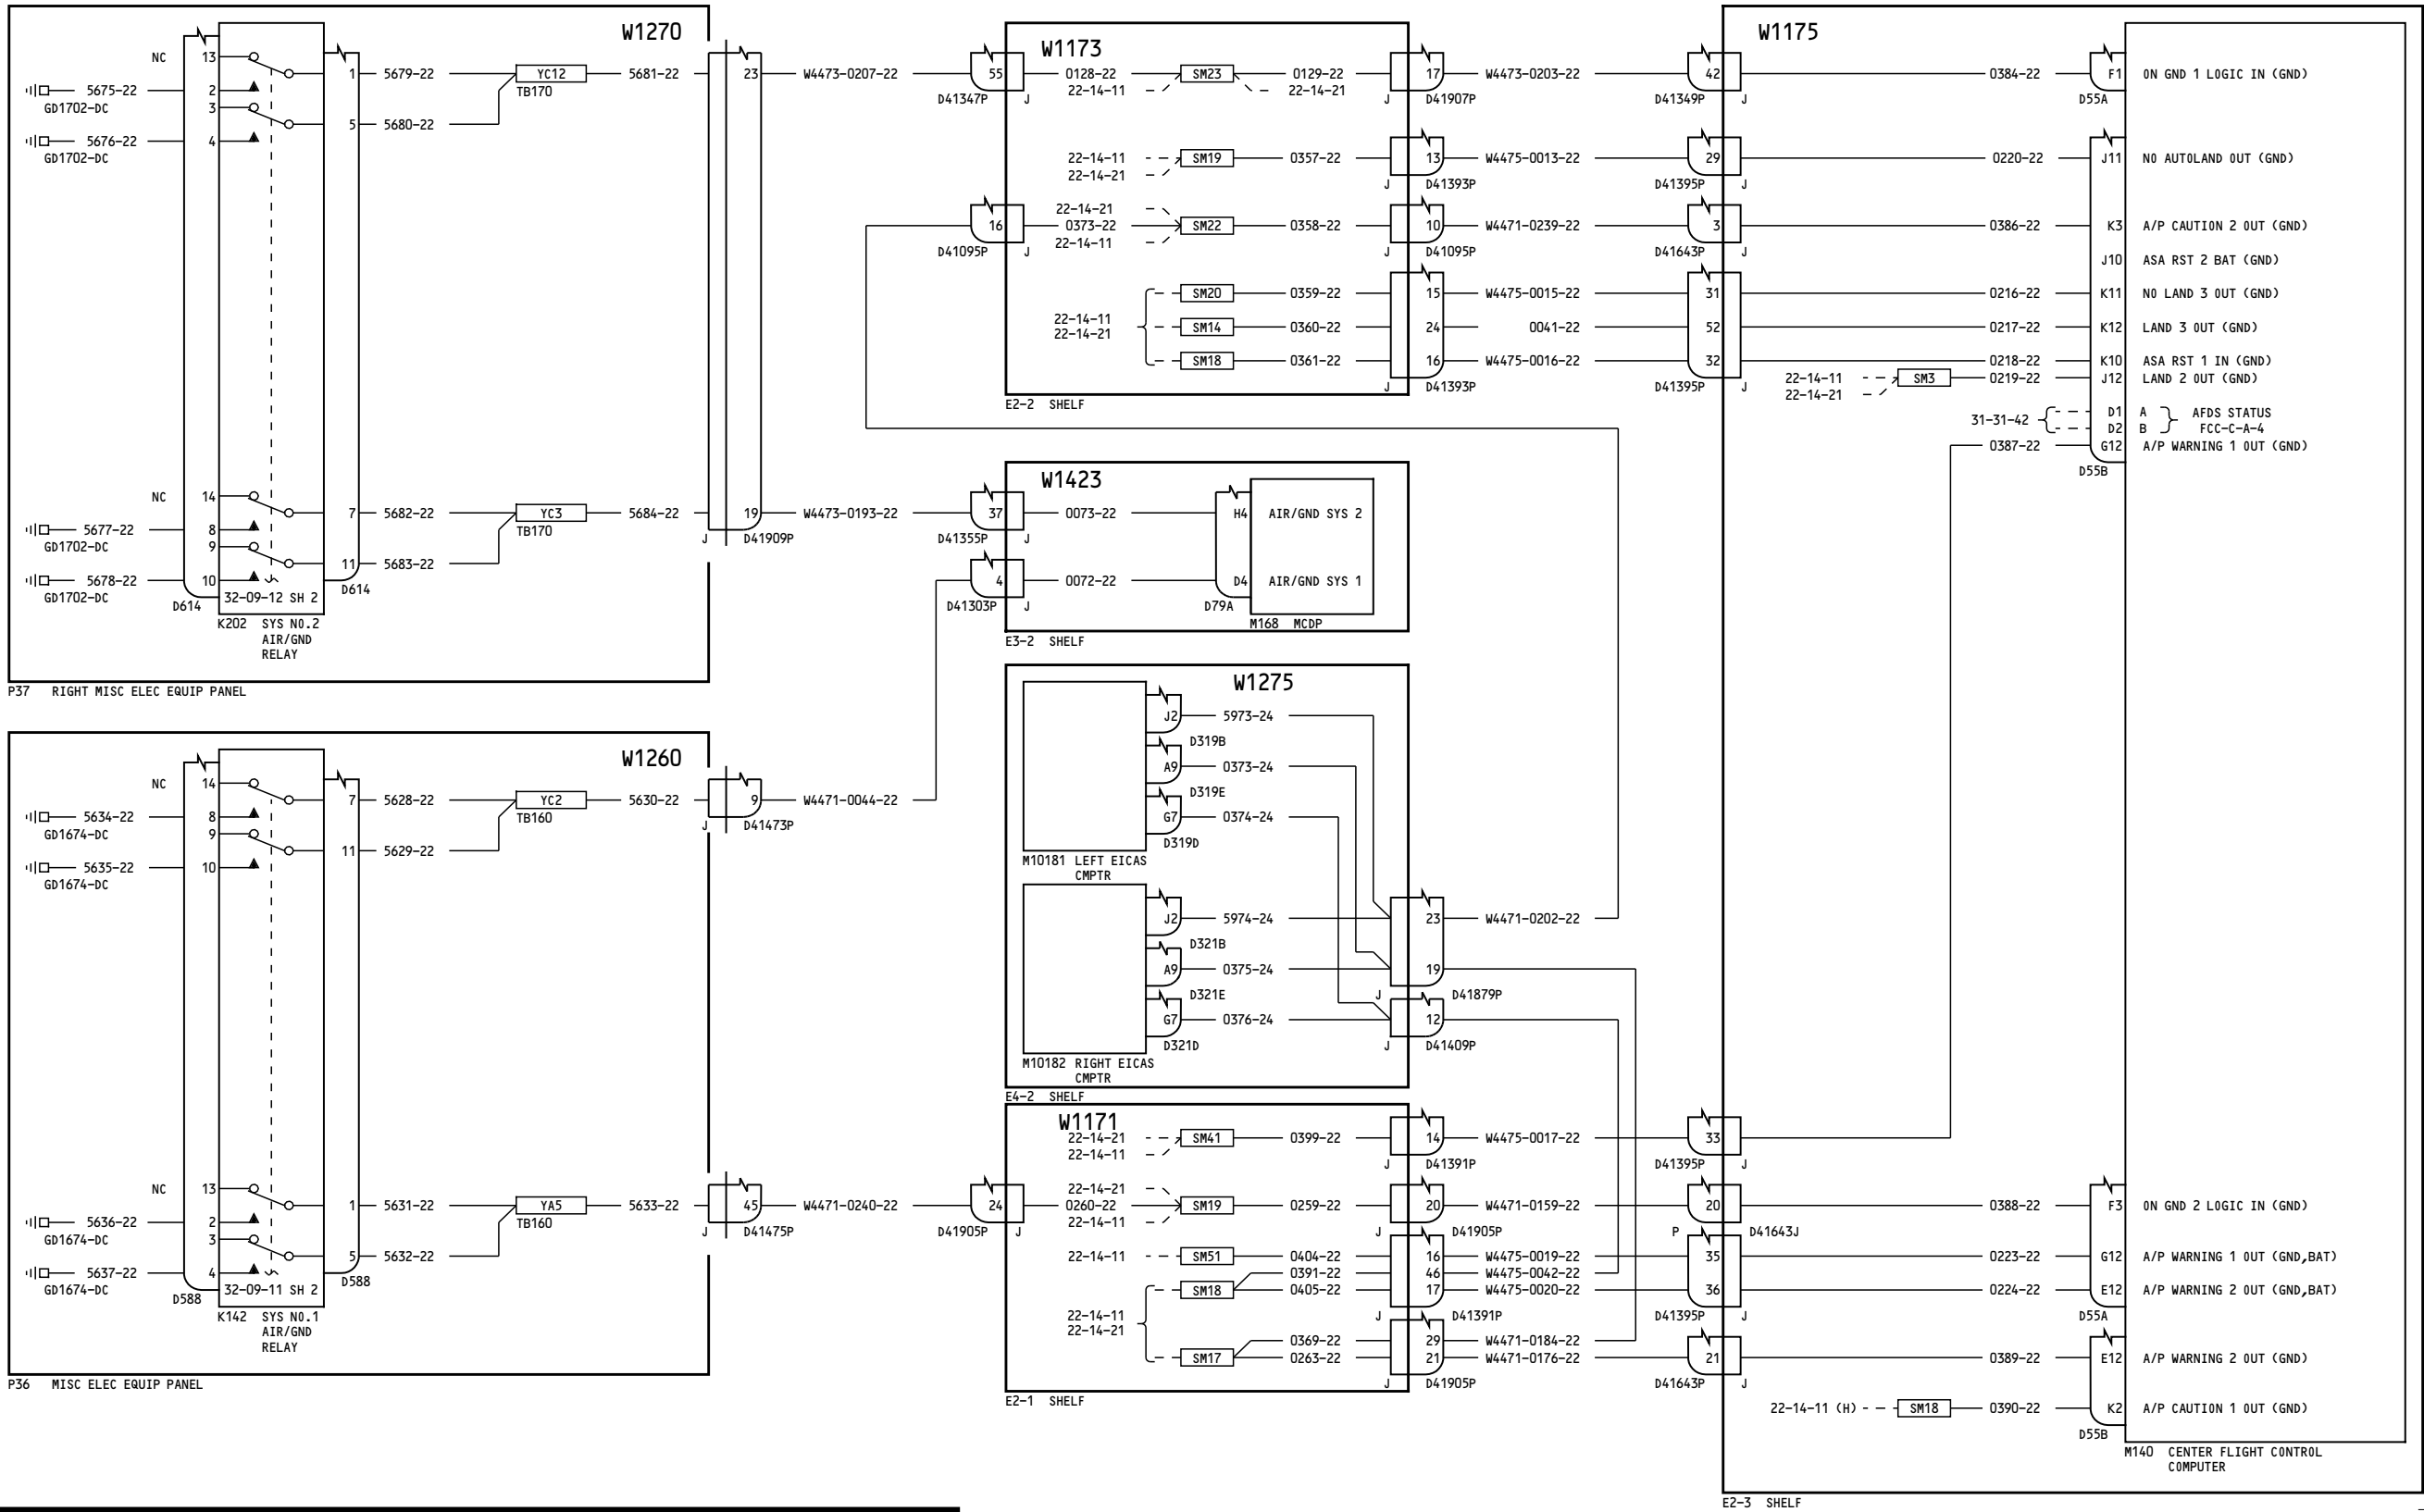 W1270
NC
13
5675-22
GD1702-DC
2
3
5676-22
GD1702-DC
4
1
5679-22
YC12
TB170
5681-22
5
5680-22
23
W4473-0207-22
NC
14
5677-22
GD1702-DC
8
9
5678-22
GD1702-DC
10
D614
32-09-12 SH 2
D614
K202 SYS NO.2
AIR/GND
RELAY
7
5682-22
YC3
TB170
5684-22
11
5683-22
19
J
D41909P
W4473-0193-22
P37 RIGHT MISC ELEC EQUIP PANEL
W1260
NC
14
5634-22
GD1674-DC
8
9
5635-22
GD1674-DC
10
7
5628-22
YC2
TB160
5630-22
11
5629-22
9
J
D41473P
W4471-0044-22
NC
13
5636-22
GD1674-DC
2
3
5637-22
GD1674-DC
4
D588
32-09-11 SH 2
D588
K142 SYS NO.1
AIR/GND
RELAY
1
5631-22
YA5
TB160
5633-22
5
5632-22
45
J
D41475P
W4471-0240-22
P36 MISC ELEC EQUIP PANEL
W1173
55
D41347P
J
0128-22
22-14-11
SM23
0129-22
22-14-21
17
J
D41907P
W4473-0203-22
22-14-11
22-14-21
SM19
0357-22
13
J
D41393P
W4475-0013-22
16
D41095P
J
22-14-21
0373-22
22-14-11
SM22
0358-22
10
J
D41095P
W4471-0239-22
22-14-11
22-14-21
SM20
0359-22
15
W4475-0015-22
SM14
0360-22
24
0041-22
SM18
0361-22
16
W4475-0016-22
J
D41393P
E2-2 SHELF
W1423
37
D41355P
J
0073-22
H4
AIR/GND SYS 2
4
D41303P
J
0072-22
D4
AIR/GND SYS 1
D79A
M168 MCDP
E3-2 SHELF
W1275
J2
5973-24
D319B
A9
0373-24
D319E
G7
0374-24
D319D
M10181 LEFT EICAS
CMPTR
J2
5974-24
D321B
A9
0375-24
D321E
G7
0376-24
D321D
M10182 RIGHT EICAS
CMPTR
23
W4471-0202-22
19
J
D41879P
12
J
D41409P
E4-2 SHELF
W1171
22-14-21
22-14-11
SM41
0399-22
14
J
D41391P
W4475-0017-22
24
D41905P
J
22-14-21
0260-22
22-14-11
SM19
0259-22
20
J
D41905P
W4471-0159-22
22-14-11
SM51
0404-22
16
W4475-0019-22
0391-22
46
W4475-0042-22
SM18
0405-22
17
W4475-0020-22
J
D41391P
22-14-11
22-14-21
0369-22
29
W4471-0184-22
SM17
0263-22
21
W4471-0176-22
J
D41905P
E2-1 SHELF
W1175
42
D41349P
J
0384-22
F1
ON GND 1 LOGIC IN (GND)
D55A
29
D41395P
J
0220-22
J11
NO AUTOLAND OUT (GND)
3
D41643P
J
0386-22
K3
A/P CAUTION 2 OUT (GND)
J10
ASA RST 2 BAT (GND)
31
0216-22
K11
NO LAND 3 OUT (GND)
52
0217-22
K12
LAND 3 OUT (GND)
32
0218-22
K10
ASA RST 1 IN (GND)
D41395P
J
22-14-11
22-14-21
SM3
0219-22
J12
LAND 2 OUT (GND)
31-31-42
D1 A
D2 B
AFDS STATUS
FCC-C-A-4
0387-22
G12
A/P WARNING 1 OUT (GND)
D55B
33
D41395P
J
20
D41643J
P
0388-22
F3
ON GND 2 LOGIC IN (GND)
35
0223-22
G12
A/P WARNING 1 OUT (GND,BAT)
36
0224-22
E12
A/P WARNING 2 OUT (GND,BAT)
D41395P
J
D55A
21
D41643P
J
0389-22
E12
A/P WARNING 2 OUT (GND)
22-14-11 (H)
SM18
0390-22
K2
A/P CAUTION 1 OUT (GND)
D55B
M140 CENTER FLIGHT CONTROL
COMPUTER
E2-3 SHELF